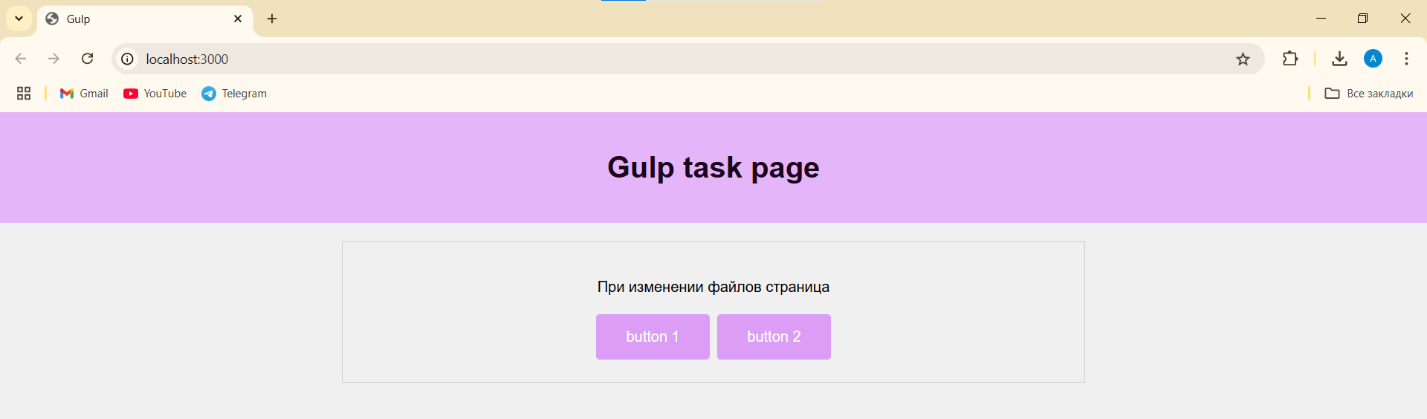 Gulp
localhost:3000
A
Gmail YouTube Telegram Все закладки
Gulp task page
При изменении файлов страница
button 1 button 2